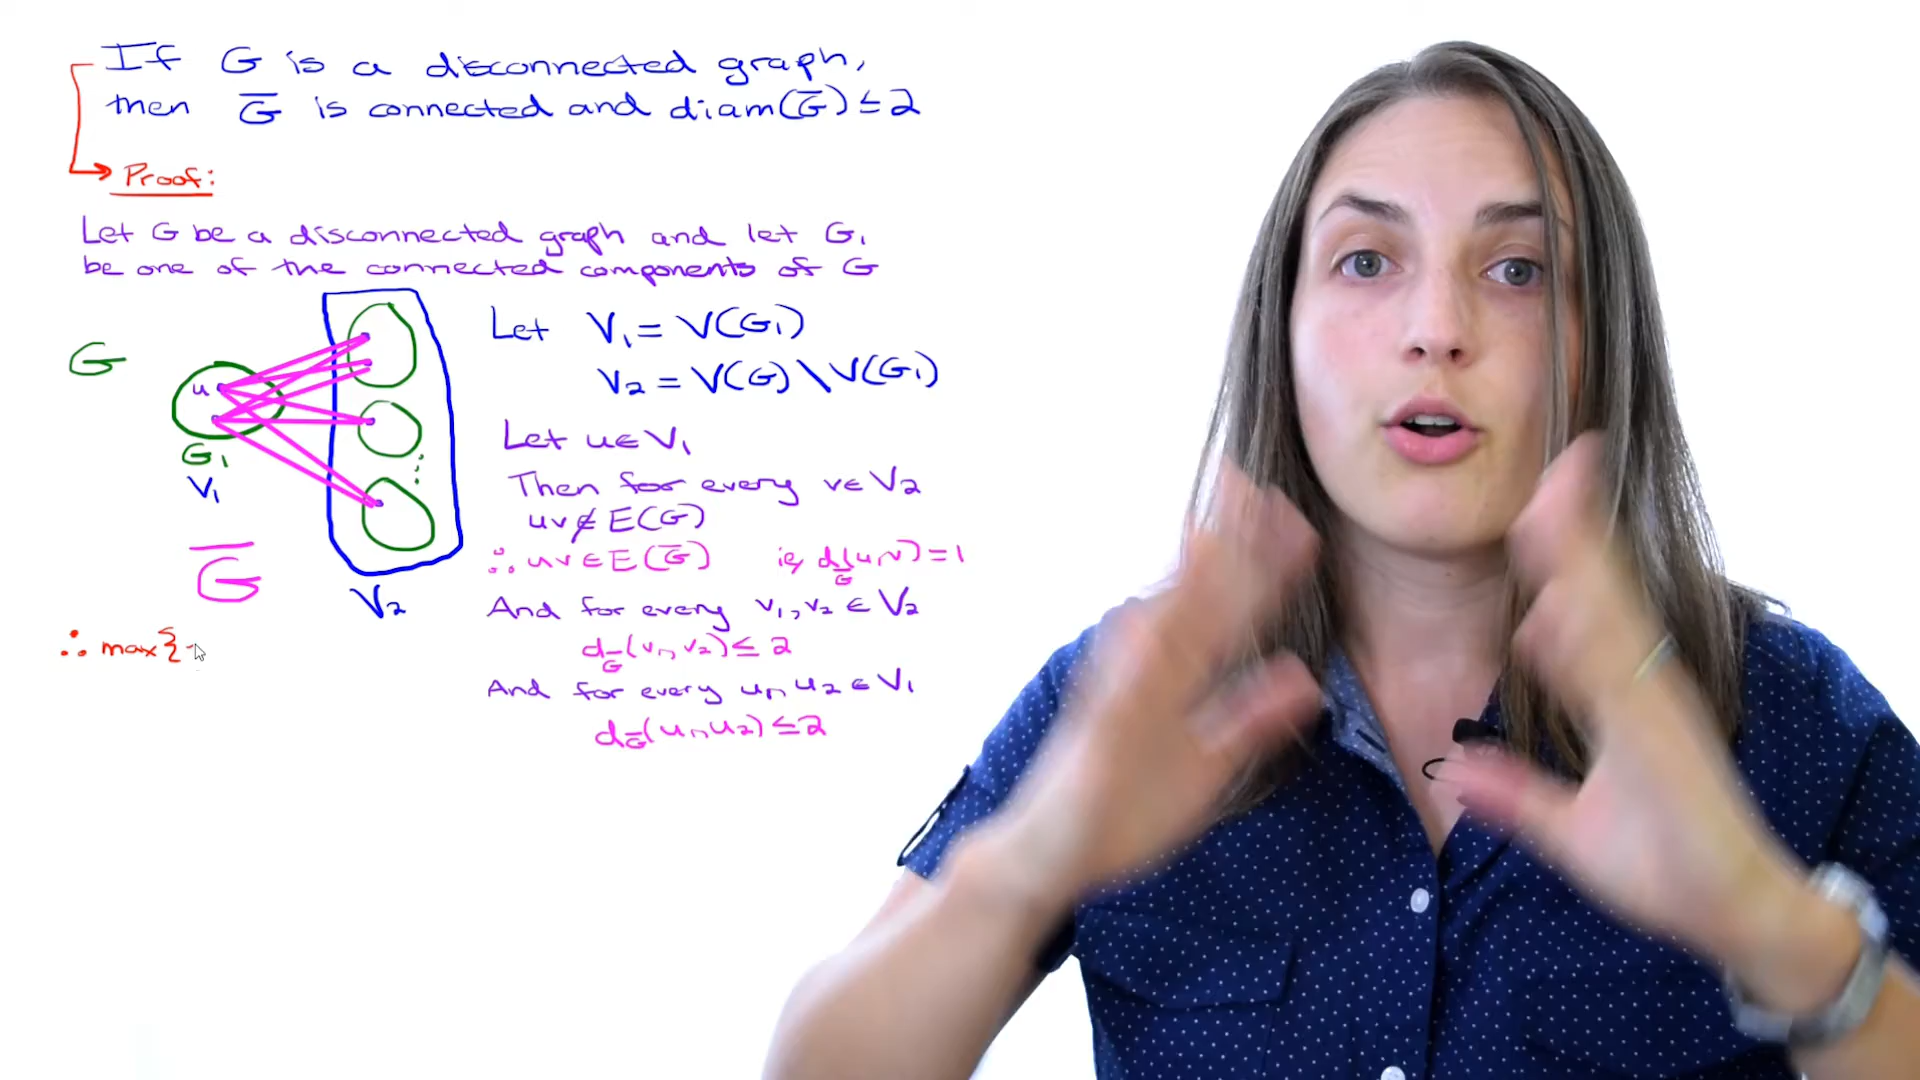 If G is a disconnected graph,
then G̅ is connected and diam(G̅) ≤ 2
Proof:
Let G be a disconnected graph and let G₁
be one of the connected components of G
G
u
G₁
V₁
G̅
V₂
Let V₁ = V(G₁)
V₂ = V(G) \ V(G₁)
Let u ∈ V₁
Then for every v ∈ V₂
uv ∉ E(G)
∴ uv ∈ E(G̅) ie, d_G̅(u,v) = 1
And for every v₁, v₂ ∈ V₂
d_G̅(v₁, v₂) ≤ 2
And for every u₁, u₂ ∈ V₁
d_G̅(u₁, u₂) ≤ 2
∴ max{